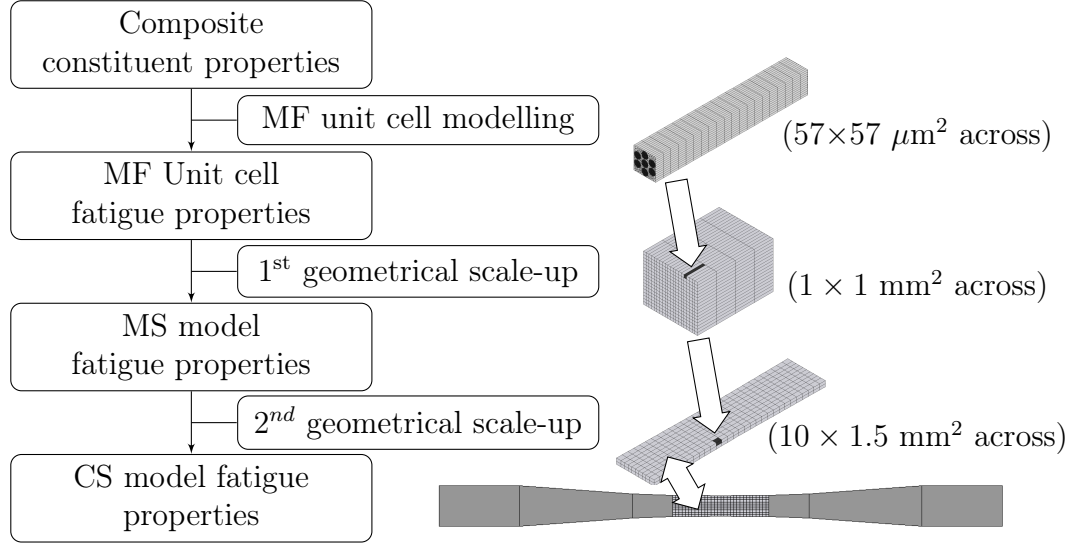 Composite
constituent properties
MF unit cell modelling
(57×57 μm² across)
MF Unit cell
fatigue properties
1ˢᵗ geometrical scale-up
(1 × 1 mm² across)
MS model
fatigue properties
2ⁿᵈ geometrical scale-up
(10 × 1.5 mm² across)
CS model fatigue
properties